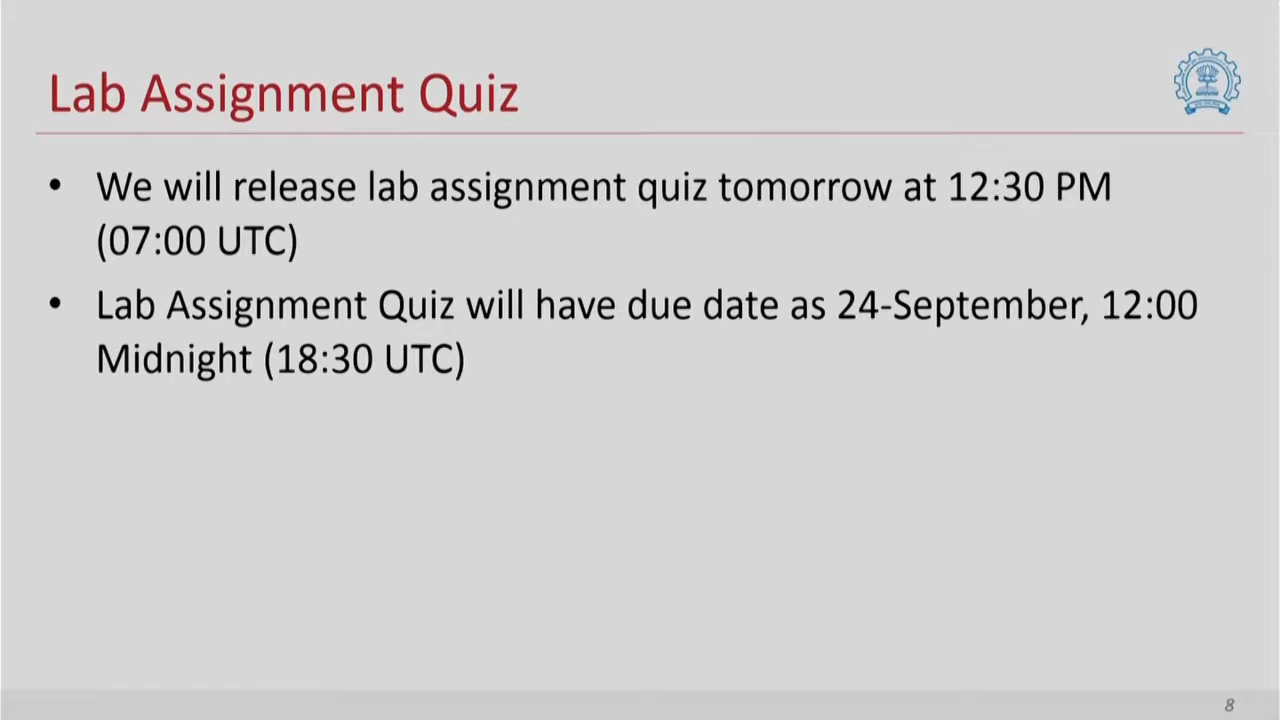 Lab Assignment Quiz
• We will release lab assignment quiz tomorrow at 12:30 PM
(07:00 UTC)
• Lab Assignment Quiz will have due date as 24-September, 12:00
Midnight (18:30 UTC)
8